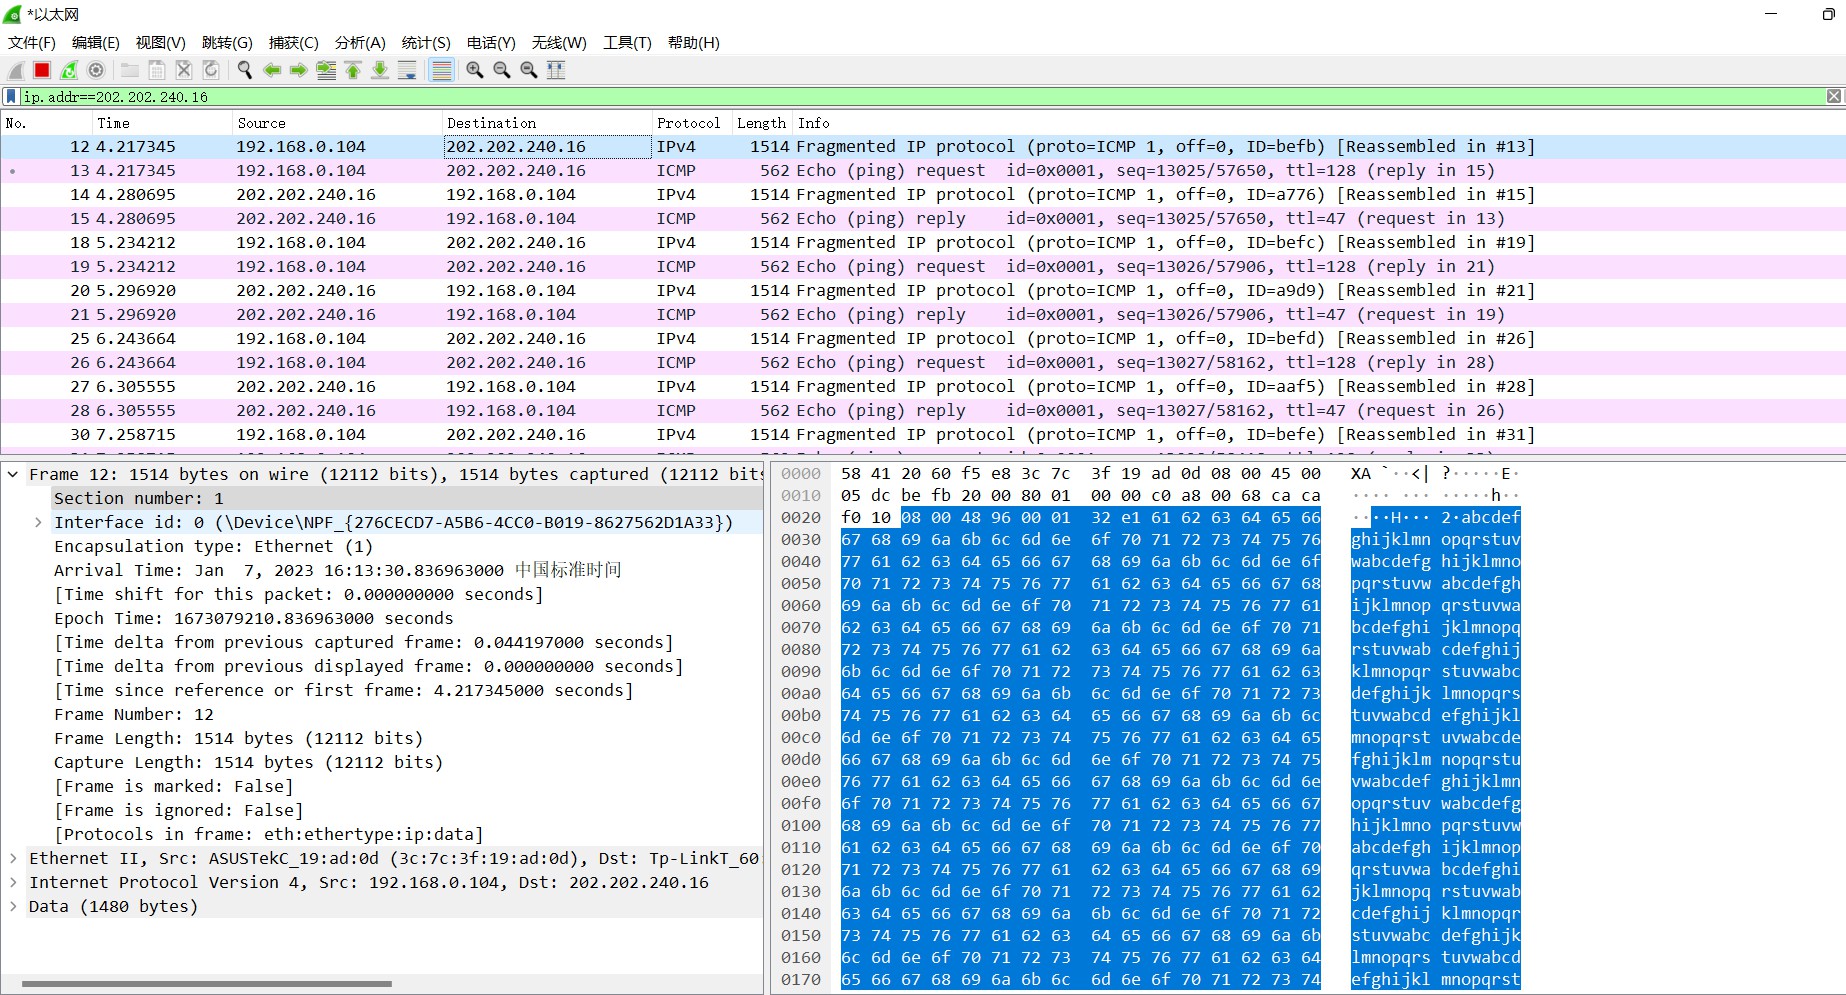 *以太网
文件(F) 编辑(E) 视图(V) 跳转(G) 捕获(C) 分析(A) 统计(S) 电话(Y) 无线(W) 工具(T) 帮助(H)
ip.addr==202.202.240.16
No. Time Source Destination Protocol Length Info
12 4.217345 192.168.0.104 202.202.240.16 IPv4 1514 Fragmented IP protocol (proto=ICMP 1, off=0, ID=befb) [Reassembled in #13]
13 4.217345 192.168.0.104 202.202.240.16 ICMP 562 Echo (ping) request id=0x0001, seq=13025/57650, ttl=128 (reply in 15)
14 4.280695 202.202.240.16 192.168.0.104 IPv4 1514 Fragmented IP protocol (proto=ICMP 1, off=0, ID=a776) [Reassembled in #15]
15 4.280695 202.202.240.16 192.168.0.104 ICMP 562 Echo (ping) reply id=0x0001, seq=13025/57650, ttl=47 (request in 13)
18 5.234212 192.168.0.104 202.202.240.16 IPv4 1514 Fragmented IP protocol (proto=ICMP 1, off=0, ID=befc) [Reassembled in #19]
19 5.234212 192.168.0.104 202.202.240.16 ICMP 562 Echo (ping) request id=0x0001, seq=13026/57906, ttl=128 (reply in 21)
20 5.296920 202.202.240.16 192.168.0.104 IPv4 1514 Fragmented IP protocol (proto=ICMP 1, off=0, ID=a9d9) [Reassembled in #21]
21 5.296920 202.202.240.16 192.168.0.104 ICMP 562 Echo (ping) reply id=0x0001, seq=13026/57906, ttl=47 (request in 19)
25 6.243664 192.168.0.104 202.202.240.16 IPv4 1514 Fragmented IP protocol (proto=ICMP 1, off=0, ID=befd) [Reassembled in #26]
26 6.243664 192.168.0.104 202.202.240.16 ICMP 562 Echo (ping) request id=0x0001, seq=13027/58162, ttl=128 (reply in 28)
27 6.305555 202.202.240.16 192.168.0.104 IPv4 1514 Fragmented IP protocol (proto=ICMP 1, off=0, ID=aaf5) [Reassembled in #28]
28 6.305555 202.202.240.16 192.168.0.104 ICMP 562 Echo (ping) reply id=0x0001, seq=13027/58162, ttl=47 (request in 26)
30 7.258715 192.168.0.104 202.202.240.16 IPv4 1514 Fragmented IP protocol (proto=ICMP 1, off=0, ID=befe) [Reassembled in #31]
Frame 12: 1514 bytes on wire (12112 bits), 1514 bytes captured (12112 bits
Section number: 1
Interface id: 0 (\Device\NPF_{276CECD7-A5B6-4CC0-B019-8627562D1A33})
Encapsulation type: Ethernet (1)
Arrival Time: Jan 7, 2023 16:13:30.836963000 中国标准时间
[Time shift for this packet: 0.000000000 seconds]
Epoch Time: 1673079210.836963000 seconds
[Time delta from previous captured frame: 0.044197000 seconds]
[Time delta from previous displayed frame: 0.000000000 seconds]
[Time since reference or first frame: 4.217345000 seconds]
Frame Number: 12
Frame Length: 1514 bytes (12112 bits)
Capture Length: 1514 bytes (12112 bits)
[Frame is marked: False]
[Frame is ignored: False]
[Protocols in frame: eth:ethertype:ip:data]
Ethernet II, Src: ASUSTekC_19:ad:0d (3c:7c:3f:19:ad:0d), Dst: Tp-LinkT_60:
Internet Protocol Version 4, Src: 192.168.0.104, Dst: 202.202.240.16
Data (1480 bytes)
0000 58 41 20 60 f5 e8 3c 7c 3f 19 ad 0d 08 00 45 00 XA `··<| ?·····E·
0010 05 dc be fb 20 00 80 01 00 00 c0 a8 00 68 ca ca ···· ··· ·····h··
0020 f0 10 08 00 48 96 00 01 32 e1 61 62 63 64 65 66 ····H··· 2·abcdef
0030 67 68 69 6a 6b 6c 6d 6e 6f 70 71 72 73 74 75 76 ghijklmn opqrstuv
0040 77 61 62 63 64 65 66 67 68 69 6a 6b 6c 6d 6e 6f wabcdefg hijklmno
0050 70 71 72 73 74 75 76 77 61 62 63 64 65 66 67 68 pqrstuvw abcdefgh
0060 69 6a 6b 6c 6d 6e 6f 70 71 72 73 74 75 76 77 61 ijklmnop qrstuvwa
0070 62 63 64 65 66 67 68 69 6a 6b 6c 6d 6e 6f 70 71 bcdefghi jklmnopq
0080 72 73 74 75 76 77 61 62 63 64 65 66 67 68 69 6a rstuvwab cdefghij
0090 6b 6c 6d 6e 6f 70 71 72 73 74 75 76 77 61 62 63 klmnopqr stuvwabc
00a0 64 65 66 67 68 69 6a 6b 6c 6d 6e 6f 70 71 72 73 defghijk lmnopqrs
00b0 74 75 76 77 61 62 63 64 65 66 67 68 69 6a 6b 6c tuvwabcd efghijkl
00c0 6d 6e 6f 70 71 72 73 74 75 76 77 61 62 63 64 65 mnopqrst uvwabcde
00d0 66 67 68 69 6a 6b 6c 6d 6e 6f 70 71 72 73 74 75 fghijklm nopqrstu
00e0 76 77 61 62 63 64 65 66 67 68 69 6a 6b 6c 6d 6e vwabcdef ghijklmn
00f0 6f 70 71 72 73 74 75 76 77 61 62 63 64 65 66 67 opqrstuv wabcdefg
0100 68 69 6a 6b 6c 6d 6e 6f 70 71 72 73 74 75 76 77 hijklmno pqrstuvw
0110 61 62 63 64 65 66 67 68 69 6a 6b 6c 6d 6e 6f 70 abcdefgh ijklmnop
0120 71 72 73 74 75 76 77 61 62 63 64 65 66 67 68 69 qrstuvwa bcdefghi
0130 6a 6b 6c 6d 6e 6f 70 71 72 73 74 75 76 77 61 62 jklmnopq rstuvwab
0140 63 64 65 66 67 68 69 6a 6b 6c 6d 6e 6f 70 71 72 cdefghij klmnopqr
0150 73 74 75 76 77 61 62 63 64 65 66 67 68 69 6a 6b stuvwabc defghijk
0160 6c 6d 6e 6f 70 71 72 73 74 75 76 77 61 62 63 64 lmnopqrs tuvwabcd
0170 65 66 67 68 69 6a 6b 6c 6d 6e 6f 70 71 72 73 74 efghijkl mnopqrst